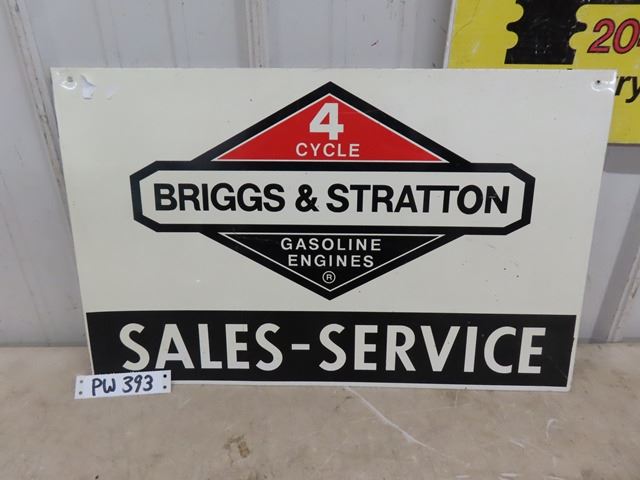 4
CYCLE
BRIGGS & STRATTON
GASOLINE
ENGINES
®
SALES-SERVICE
PW 393